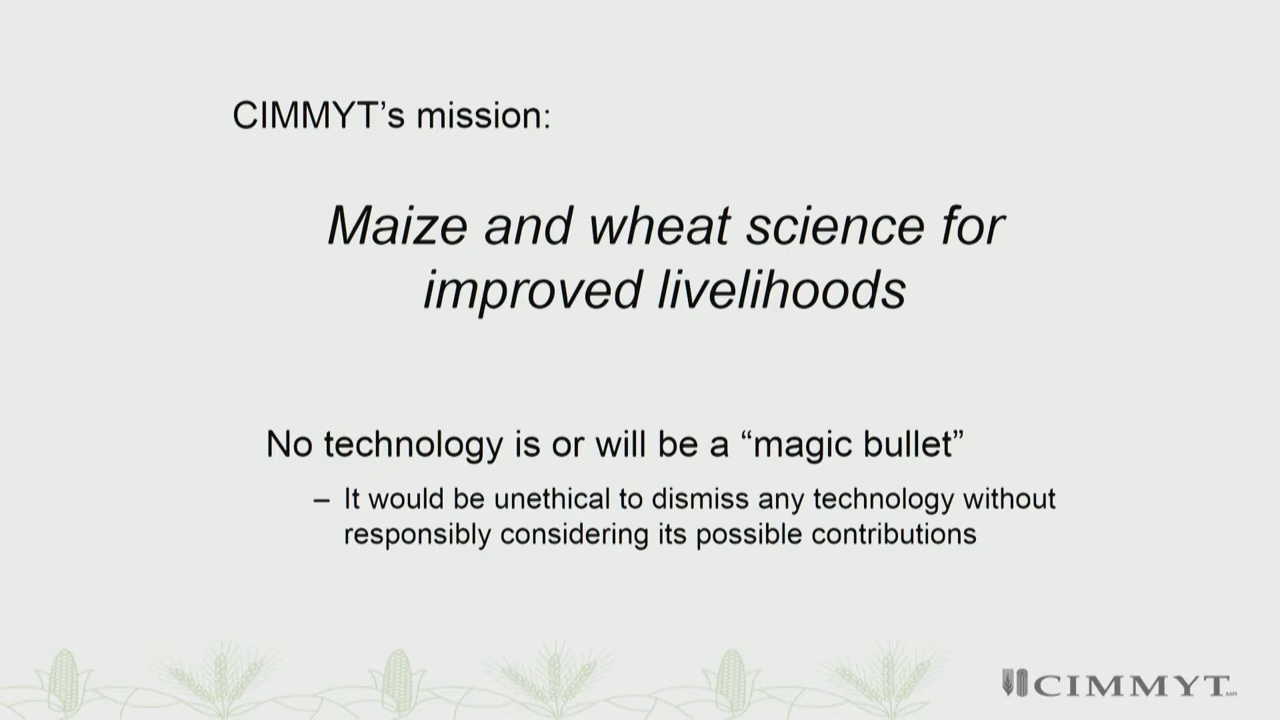 CIMMYT’s mission:
Maize and wheat science for
improved livelihoods
No technology is or will be a “magic bullet”
– It would be unethical to dismiss any technology without
responsibly considering its possible contributions
CIMMYT